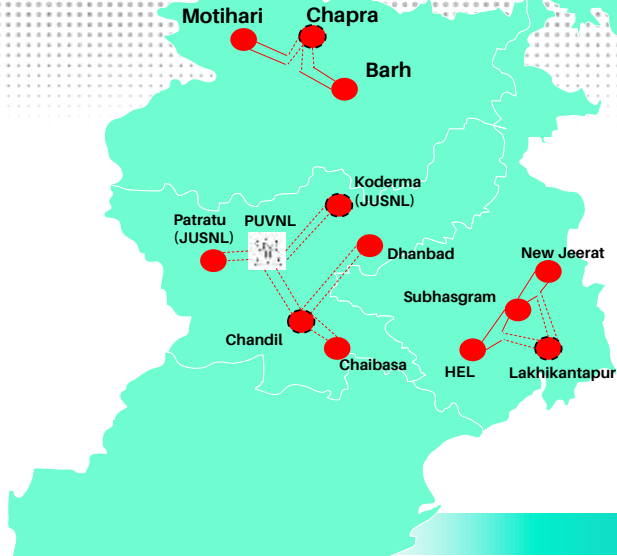 Motihari
Chapra
Barh
Koderma
(JUSNL)
Patratu
(JUSNL)
PUVNL
Dhanbad
New Jeerat
Subhasgram
Chandil
Chaibasa
HEL
Lakhikantapur